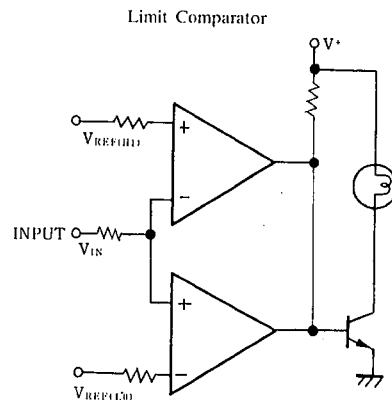 Limit Comparator
V+
VREF(HI)
+
−
INPUT
VIN
+
VREF(LO)
−